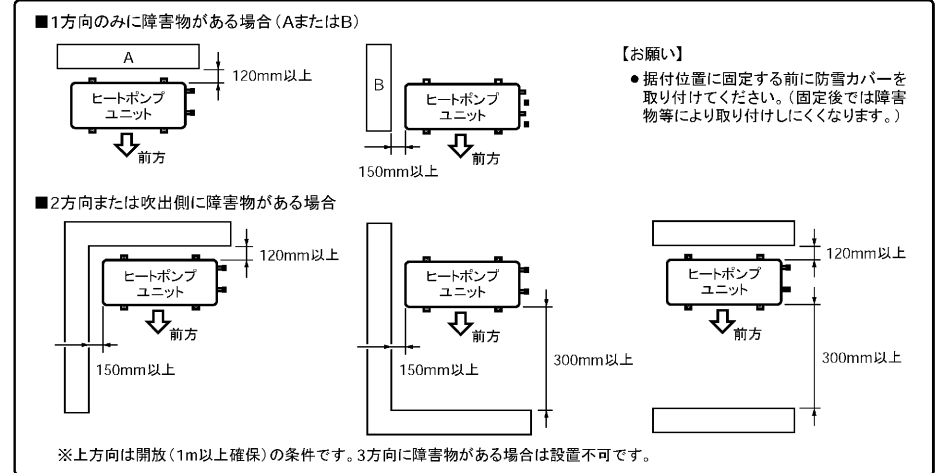 ■1方向のみに障害物がある場合(AまたはB)
A
120mm以上
ヒートポンプ
ユニット
前方
B
ヒートポンプ
ユニット
前方
150mm以上
【お願い】
●据付位置に固定する前に防雪カバーを
取り付けてください。(固定後では障害
物等により取り付けしにくくなります。)
■2方向または吹出側に障害物がある場合
120mm以上
ヒートポンプ
ユニット
前方
150mm以上
ヒートポンプ
ユニット
前方
150mm以上
300mm以上
120mm以上
ヒートポンプ
ユニット
前方
300mm以上
※上方向は開放(1m以上確保)の条件です。3方向に障害物がある場合は設置不可です。